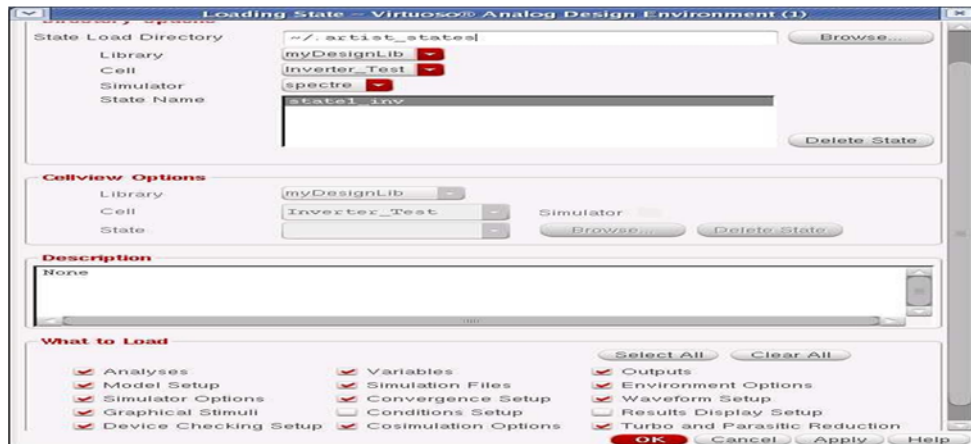 Loading State -- Virtuoso® Analog Design Environment (1)
Directory Options
State Load Directory ~/.artist_states Browse...
Library myDesignLib
Cell Inverter_Test
Simulator spectre
State Name state1_inv
Delete State
Cellview Options
Library myDesignLib
Cell Inverter_Test Simulator
State Browse... Delete State
Description
None
What to Load
Select All Clear All
Analyses Variables Outputs
Model Setup Simulation Files Environment Options
Simulator Options Convergence Setup Waveform Setup
Graphical Stimuli Conditions Setup Results Display Setup
Device Checking Setup Cosimulation Options Turbo and Parasitic Reduction
OK Cancel Apply Help